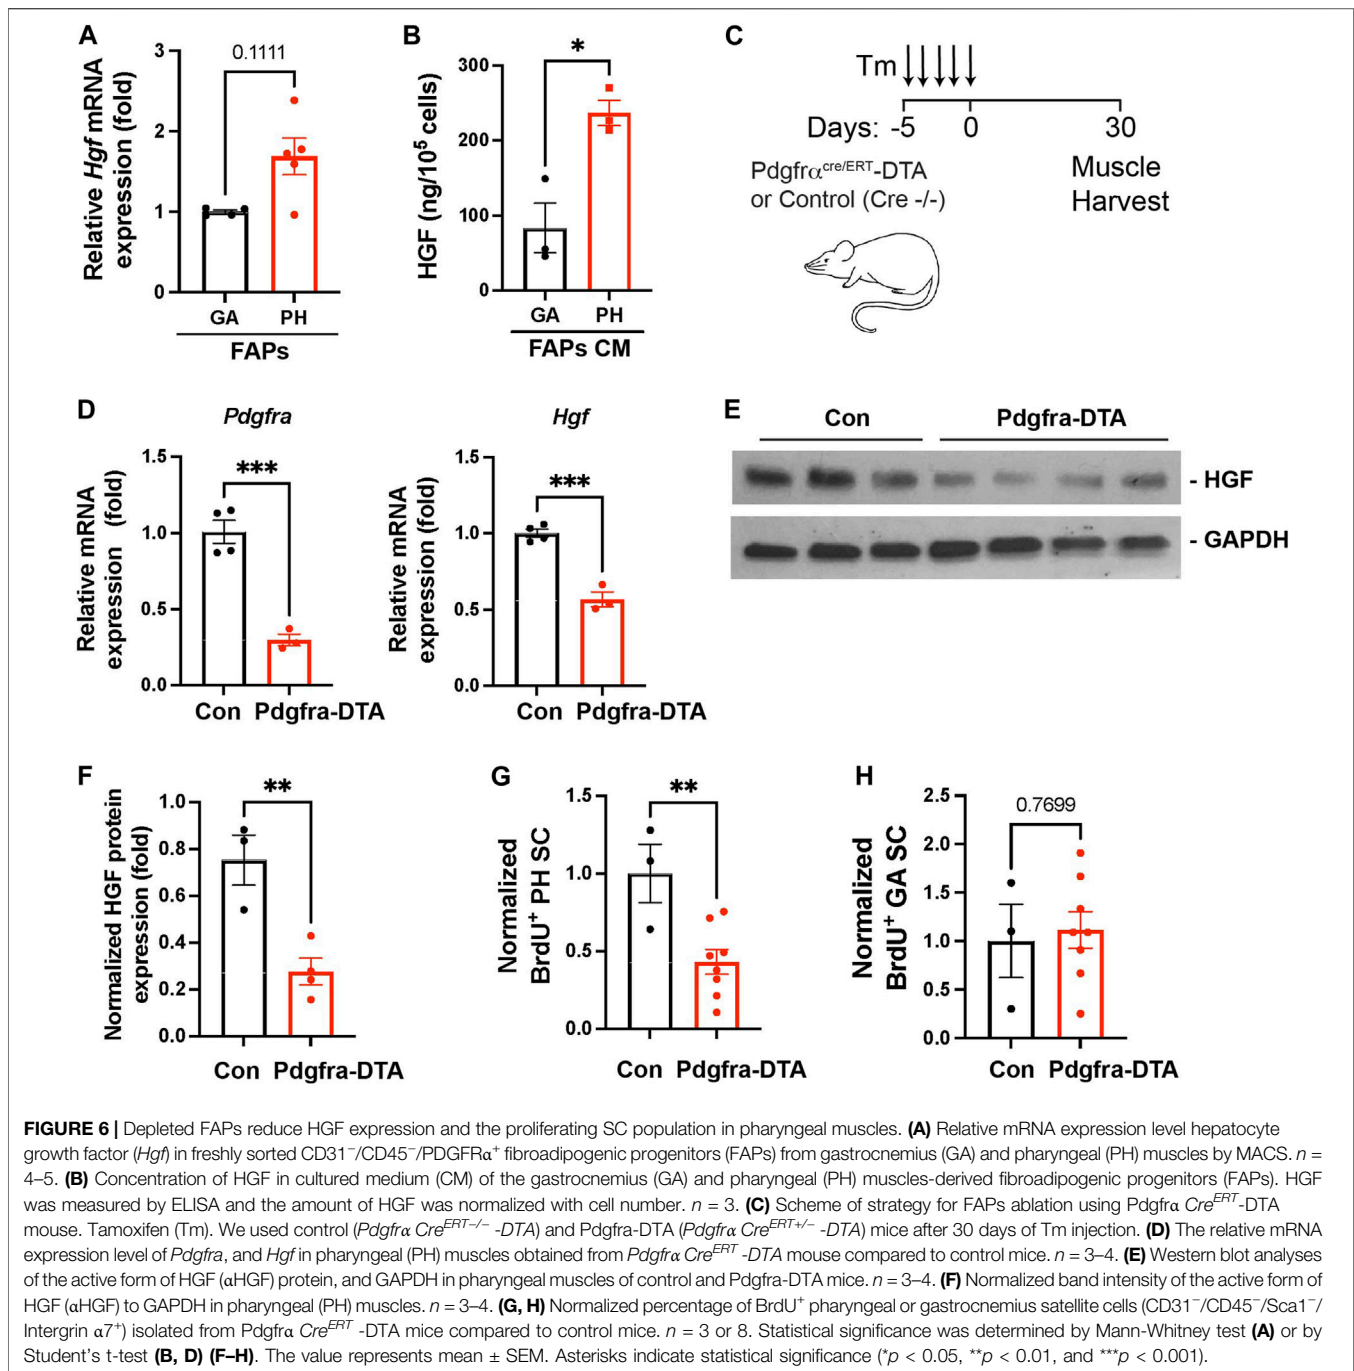 A
Relative Hgf mRNA
expression (fold)
3
2
1
0
0.1111
GA PH
FAPs
B
HGF (ng/10⁵ cells)
300
200
100
0
*
GA PH
FAPs CM
C
Tm
Days: -5 0 30
Pdgfrα^cre/ERT-DTA
or Control (Cre -/-)
Muscle
Harvest
D
Pdgfra
Relative mRNA
expression (fold)
1.5
1.0
0.5
0.0
***
Con Pdgfra-DTA
Hgf
Relative mRNA
expression (fold)
1.5
1.0
0.5
0.0
***
Con Pdgfra-DTA
E
Con Pdgfra-DTA
- HGF
- GAPDH
F
Normalized HGF protein
expression (fold)
1.0
0.8
0.6
0.4
0.2
0.0
**
Con Pdgfra-DTA
G
Normalized
BrdU⁺ PH SC
1.5
1.0
0.5
0.0
**
Con Pdgfra-DTA
H
Normalized
BrdU⁺ GA SC
2.5
2.0
1.5
1.0
0.5
0.0
0.7699
Con Pdgfra-DTA
FIGURE 6 | Depleted FAPs reduce HGF expression and the proliferating SC population in pharyngeal muscles. (A) Relative mRNA expression level hepatocyte
growth factor (Hgf) in freshly sorted CD31⁻/CD45⁻/PDGFRα⁺ fibroadipogenic progenitors (FAPs) from gastrocnemius (GA) and pharyngeal (PH) muscles by MACS. n =
4–5. (B) Concentration of HGF in cultured medium (CM) of the gastrocnemius (GA) and pharyngeal (PH) muscles-derived fibroadipogenic progenitors (FAPs). HGF
was measured by ELISA and the amount of HGF was normalized with cell number. n = 3. (C) Scheme of strategy for FAPs ablation using Pdgfrα Cre^ERT-DTA
mouse. Tamoxifen (Tm). We used control (Pdgfrα Cre^ERT−/− -DTA) and Pdgfra-DTA (Pdgfrα Cre^ERT+/− -DTA) mice after 30 days of Tm injection. (D) The relative mRNA
expression level of Pdgfra, and Hgf in pharyngeal (PH) muscles obtained from Pdgfrα Cre^ERT -DTA mouse compared to control mice. n = 3–4. (E) Western blot analyses
of the active form of HGF (αHGF) protein, and GAPDH in pharyngeal muscles of control and Pdgfra-DTA mice. n = 3–4. (F) Normalized band intensity of the active form of
HGF (αHGF) to GAPDH in pharyngeal (PH) muscles. n = 3–4. (G, H) Normalized percentage of BrdU⁺ pharyngeal or gastrocnemius satellite cells (CD31⁻/CD45⁻/Sca1⁻/
Intergrin α7⁺) isolated from Pdgfrα Cre^ERT -DTA mice compared to control mice. n = 3 or 8. Statistical significance was determined by Mann-Whitney test (A) or by
Student's t-test (B, D) (F–H). The value represents mean ± SEM. Asterisks indicate statistical significance (*p < 0.05, **p < 0.01, and ***p < 0.001).